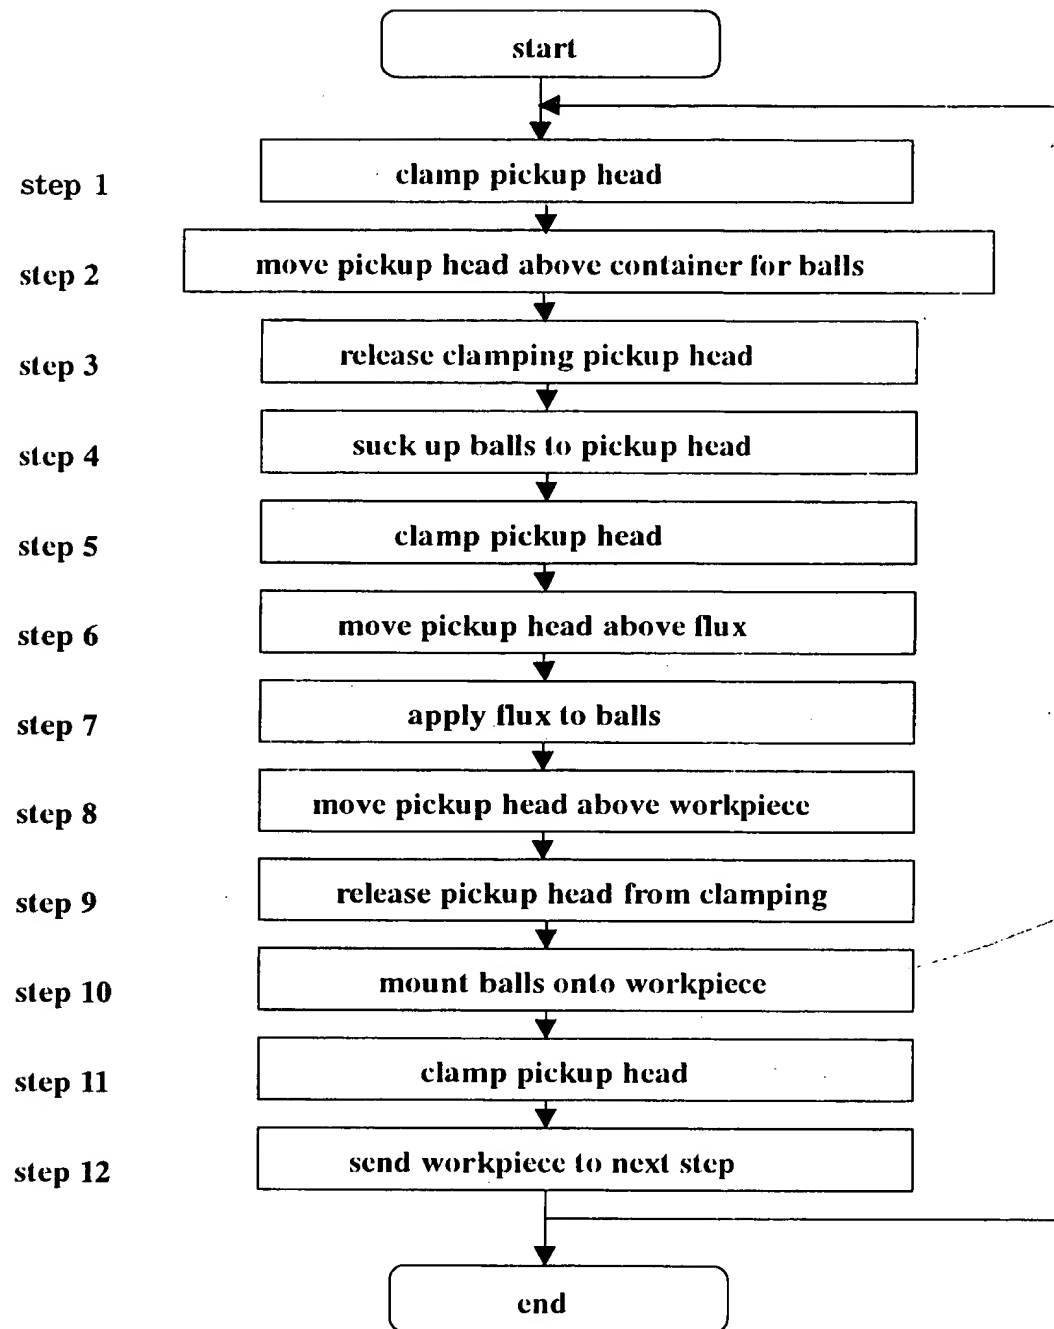 start
step 1 clamp pickup head
step 2 move pickup head above container for balls
step 3 release clamping pickup head
step 4 suck up balls to pickup head
step 5 clamp pickup head
step 6 move pickup head above flux
step 7 apply flux to balls
step 8 move pickup head above workpiece
step 9 release pickup head from clamping
step 10 mount balls onto workpiece
step 11 clamp pickup head
step 12 send workpiece to next step
end